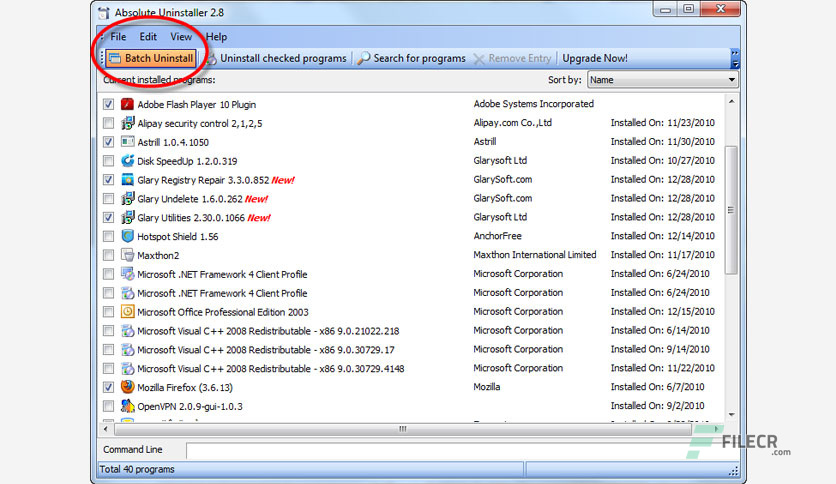 Absolute Uninstaller 2.8
File Edit View Help
Batch Uninstall Uninstall checked programs Search for programs Remove Entry Upgrade Now!
Current installed programs: Sort by: Name
Adobe Flash Player 10 Plugin Adobe Systems Incorporated
Alipay security control 2,1,2,5 Alipay.com Co.,Ltd Installed On: 11/23/2010
Astrill 1.0.4.1050 Astrill Installed On: 11/30/2010
Disk SpeedUp 1.2.0.319 Glarysoft Ltd Installed On: 10/27/2010
Glary Registry Repair 3.3.0.852 New! GlarySoft.com Installed On: 12/28/2010
Glary Undelete 1.6.0.262 New! GlarySoft.com Installed On: 12/28/2010
Glary Utilities 2.30.0.1066 New! Glarysoft Ltd Installed On: 12/28/2010
Hotspot Shield 1.56 AnchorFree Installed On: 12/14/2010
Maxthon2 Maxthon International Limited Installed On: 11/17/2010
Microsoft .NET Framework 4 Client Profile Microsoft Corporation Installed On: 6/24/2010
Microsoft .NET Framework 4 Client Profile Microsoft Corporation Installed On: 6/24/2010
Microsoft Office Professional Edition 2003 Microsoft Corporation Installed On: 12/15/2010
Microsoft Visual C++ 2008 Redistributable - x86 9.0.21022.218 Microsoft Corporation Installed On: 6/14/2010
Microsoft Visual C++ 2008 Redistributable - x86 9.0.30729.17 Microsoft Corporation Installed On: 9/14/2010
Microsoft Visual C++ 2008 Redistributable - x86 9.0.30729.4148 Microsoft Corporation Installed On: 11/22/2010
Mozilla Firefox (3.6.13) Mozilla Installed On: 6/7/2010
OpenVPN 2.0.9-gui-1.0.3 Installed On: 9/2/2010
FILECR
.com
Command Line
Total 40 programs